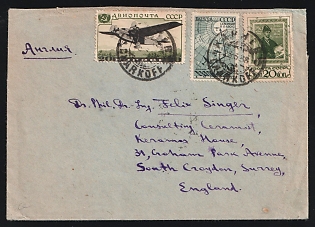 АВИАПОЧТА СССР
Англия
20 КОП.
Dr. Phil. Dr. Ing. Felix Singer,
Consulting Ceramist,
"Keramos" House,
31, Graham Park Avenue,
South Croydon, Surrey,
England.